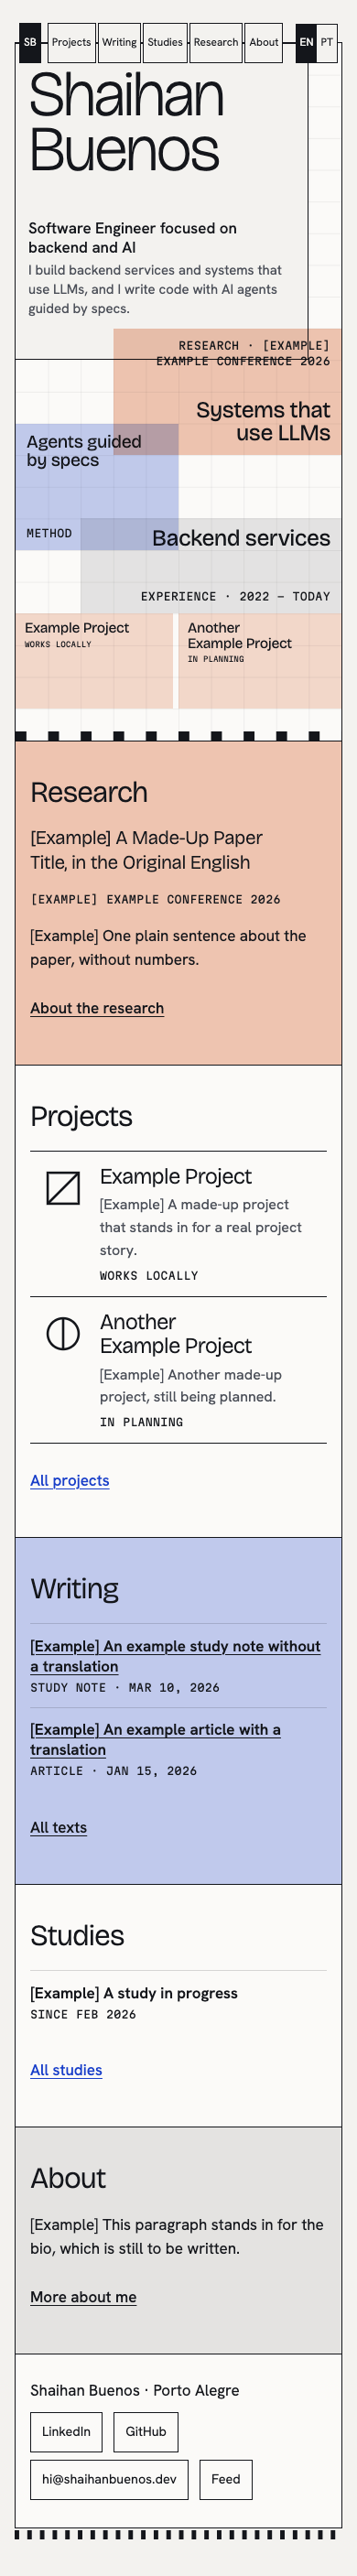 SB Projects Writing Studies Research About EN PT
Shaihan
Buenos
Software Engineer focused on
backend and AI
I build backend services and systems that
use LLMs, and I write code with AI agents
guided by specs.
RESEARCH · [EXAMPLE]
EXAMPLE CONFERENCE 2026
Systems that
use LLMs
Agents guided
by specs
METHOD
Backend services
EXPERIENCE · 2022 — TODAY
Example Project
WORKS LOCALLY
Another
Example Project
IN PLANNING
Research
[Example] A Made-Up Paper
Title, in the Original English
[EXAMPLE] EXAMPLE CONFERENCE 2026
[Example] One plain sentence about the
paper, without numbers.
About the research
Projects
Example Project
[Example] A made-up project
that stands in for a real project
story.
WORKS LOCALLY
Another
Example Project
[Example] Another made-up
project, still being planned.
IN PLANNING
All projects
Writing
[Example] An example study note without
a translation
STUDY NOTE · MAR 10, 2026
[Example] An example article with a
translation
ARTICLE · JAN 15, 2026
All texts
Studies
[Example] A study in progress
SINCE FEB 2026
All studies
About
[Example] This paragraph stands in for the
bio, which is still to be written.
More about me
Shaihan Buenos · Porto Alegre
LinkedIn GitHub
hi@shaihanbuenos.dev Feed